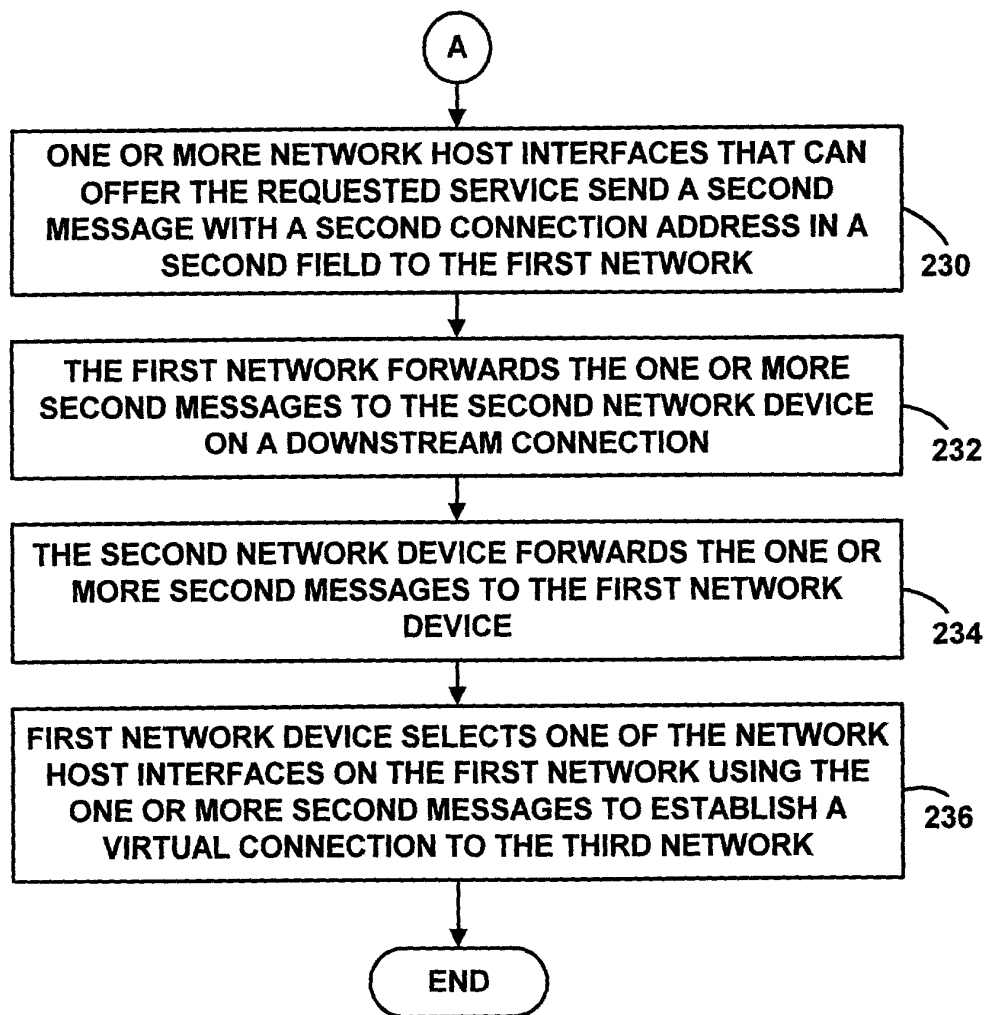 A
ONE OR MORE NETWORK HOST INTERFACES THAT CAN
OFFER THE REQUESTED SERVICE SEND A SECOND
MESSAGE WITH A SECOND CONNECTION ADDRESS IN A
SECOND FIELD TO THE FIRST NETWORK
230
THE FIRST NETWORK FORWARDS THE ONE OR MORE
SECOND MESSAGES TO THE SECOND NETWORK DEVICE
ON A DOWNSTREAM CONNECTION
232
THE SECOND NETWORK DEVICE FORWARDS THE ONE OR
MORE SECOND MESSAGES TO THE FIRST NETWORK
DEVICE
234
FIRST NETWORK DEVICE SELECTS ONE OF THE NETWORK
HOST INTERFACES ON THE FIRST NETWORK USING THE
ONE OR MORE SECOND MESSAGES TO ESTABLISH A
VIRTUAL CONNECTION TO THE THIRD NETWORK
236
END